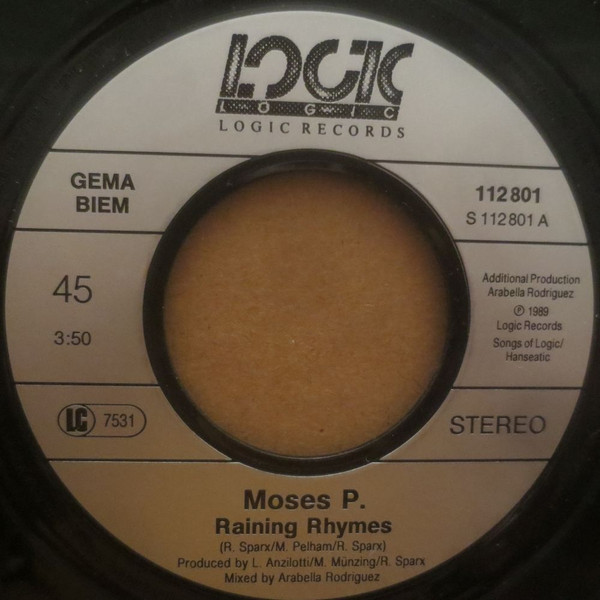 LOGIC
LOGIC
LOGIC RECORDS
GEMA
BIEM
112 801
S 112 801 A
45
3:50
Additional Production
Arabella Rodriguez
℗ 1989
Logic Records
Songs of Logic/
Hanseatic
LC 7531
STEREO
Moses P.
Raining Rhymes
(R. Sparx/M. Pelham/R. Sparx)
Produced by L. Anzilotti/M. Münzing/R. Sparx
Mixed by Arabella Rodriguez